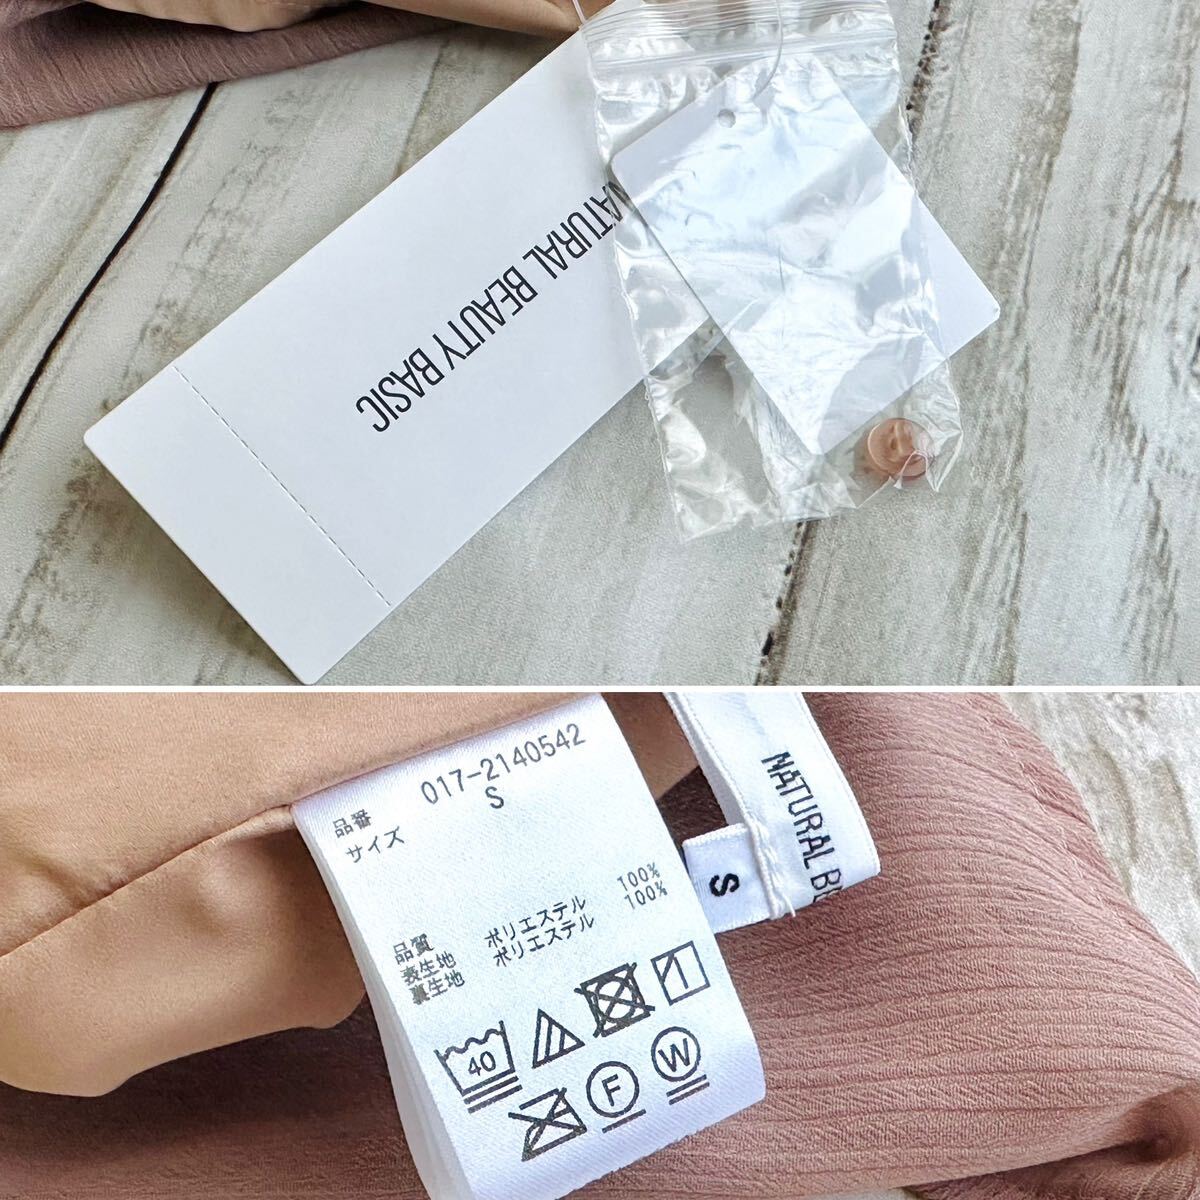 NATURAL BEAUTY BASIC
品番 017-2140542
サイズ S
品質
表生地 ポリエステル 100%
裏生地 ポリエステル 100%
40
F W
S
NATURAL